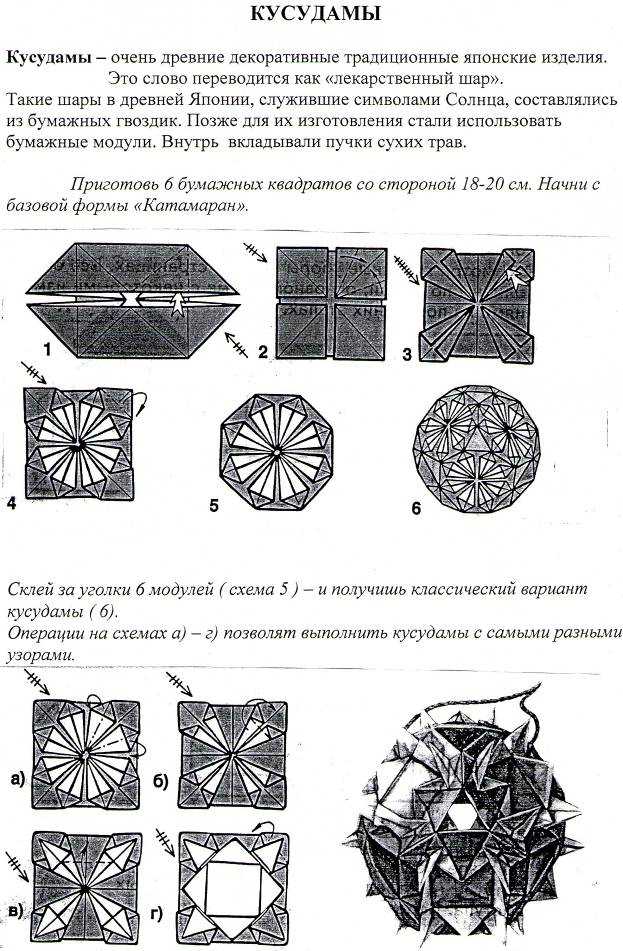 КУСУДАМЫ
Кусудамы – очень древние декоративные традиционные японские изделия.
Это слово переводится как «лекарственный шар».
Такие шары в древней Японии, служившие символами Солнца, составлялись
из бумажных гвоздик. Позже для их изготовления стали использовать
бумажные модули. Внутрь вкладывали пучки сухих трав.
Приготовь 6 бумажных квадратов со стороной 18-20 см. Начни с
базовой формы «Катамаран».
1
2
3
4
5
6
Склей за уголки 6 модулей ( схема 5 ) – и получишь классический вариант
кусудамы ( 6).
Операции на схемах а) – г) позволят выполнить кусудамы с самыми разными
узорами.
а)
б)
в)
г)